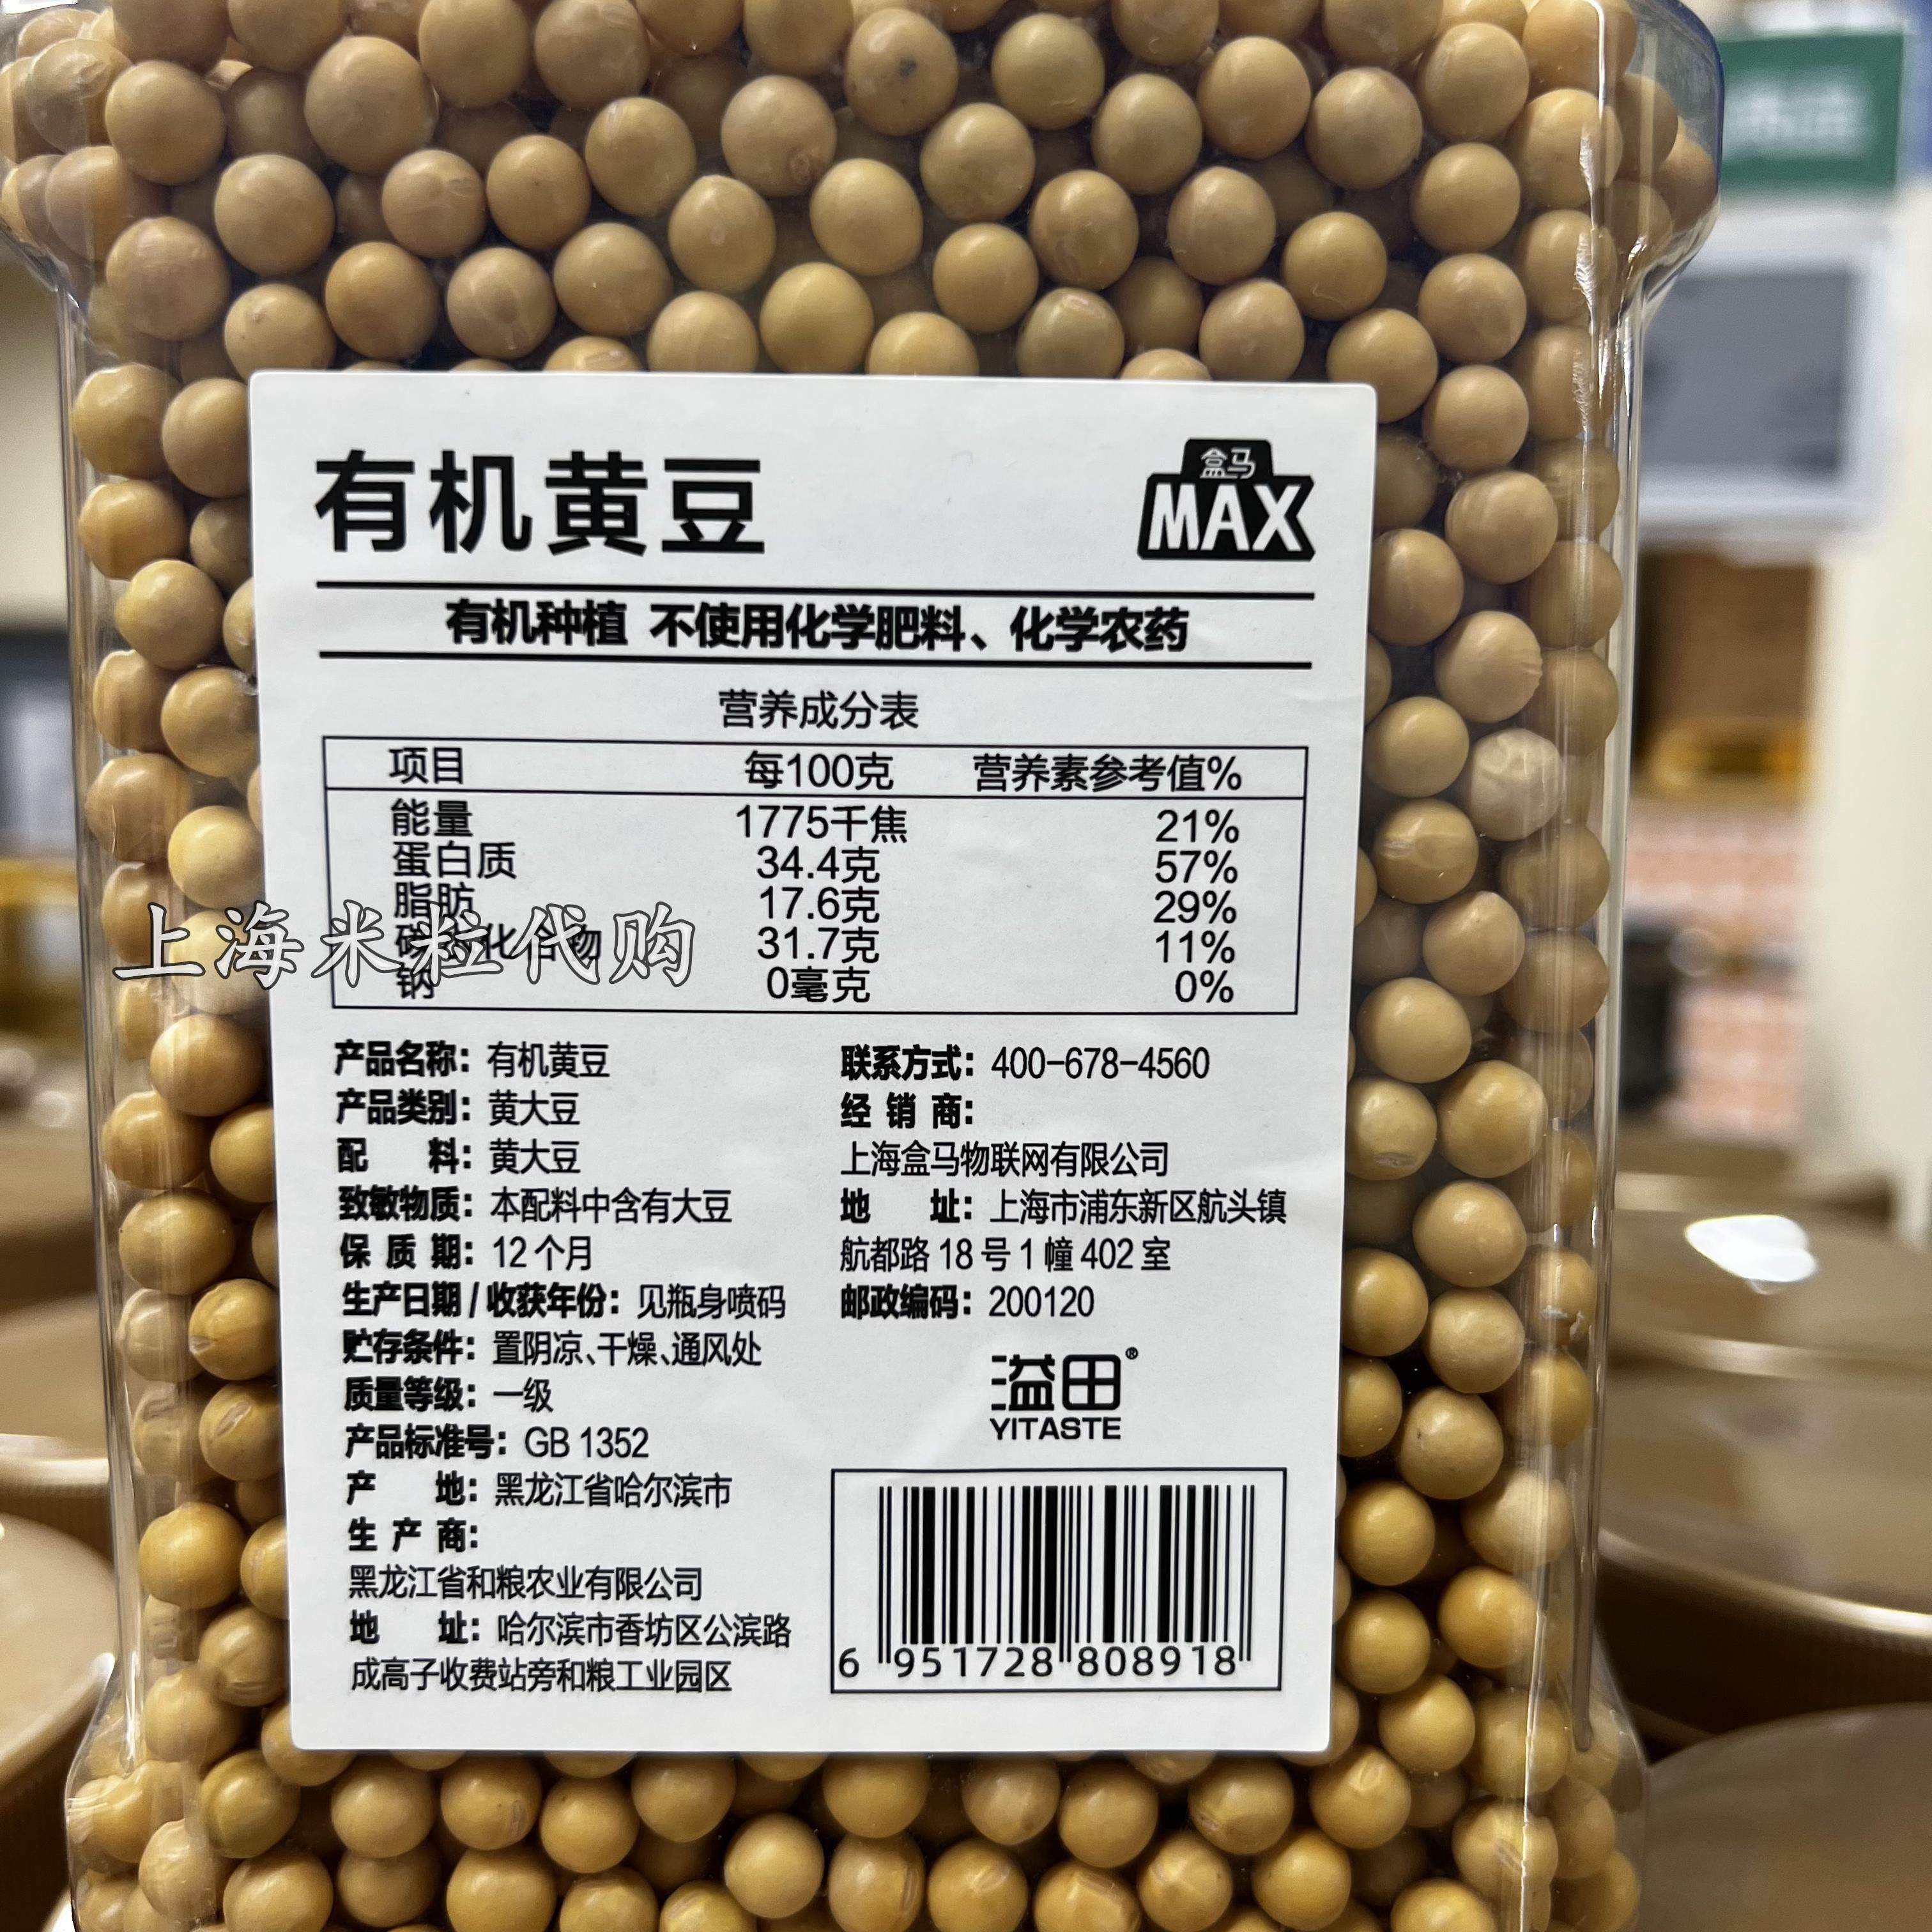 有机黄豆
盒马
MAX
有机种植 不使用化学肥料、化学农药
营养成分表
项目 每100克 营养素参考值%
能量 1775千焦 21%
蛋白质 34.4克 57%
脂肪 17.6克 29%
碳水化合物 31.7克 11%
钠 0毫克 0%
上海米粒代购
产品名称：有机黄豆
产品类别：黄大豆
配料：黄大豆
致敏物质：本配料中含有大豆
保质期：12个月
生产日期/收获年份：见瓶身喷码
贮存条件：置阴凉、干燥、通风处
质量等级：一级
产品标准号：GB 1352
产地：黑龙江省哈尔滨市
生产商：
黑龙江省和粮农业有限公司
地址：哈尔滨市香坊区公滨路
成高子收费站旁和粮工业园区
联系方式：400-678-4560
经销商：
上海盒马物联网有限公司
地址：上海市浦东新区航头镇
航都路18号1幢402室
邮政编码：200120
溢田®
YITASTE
6 951728 808918